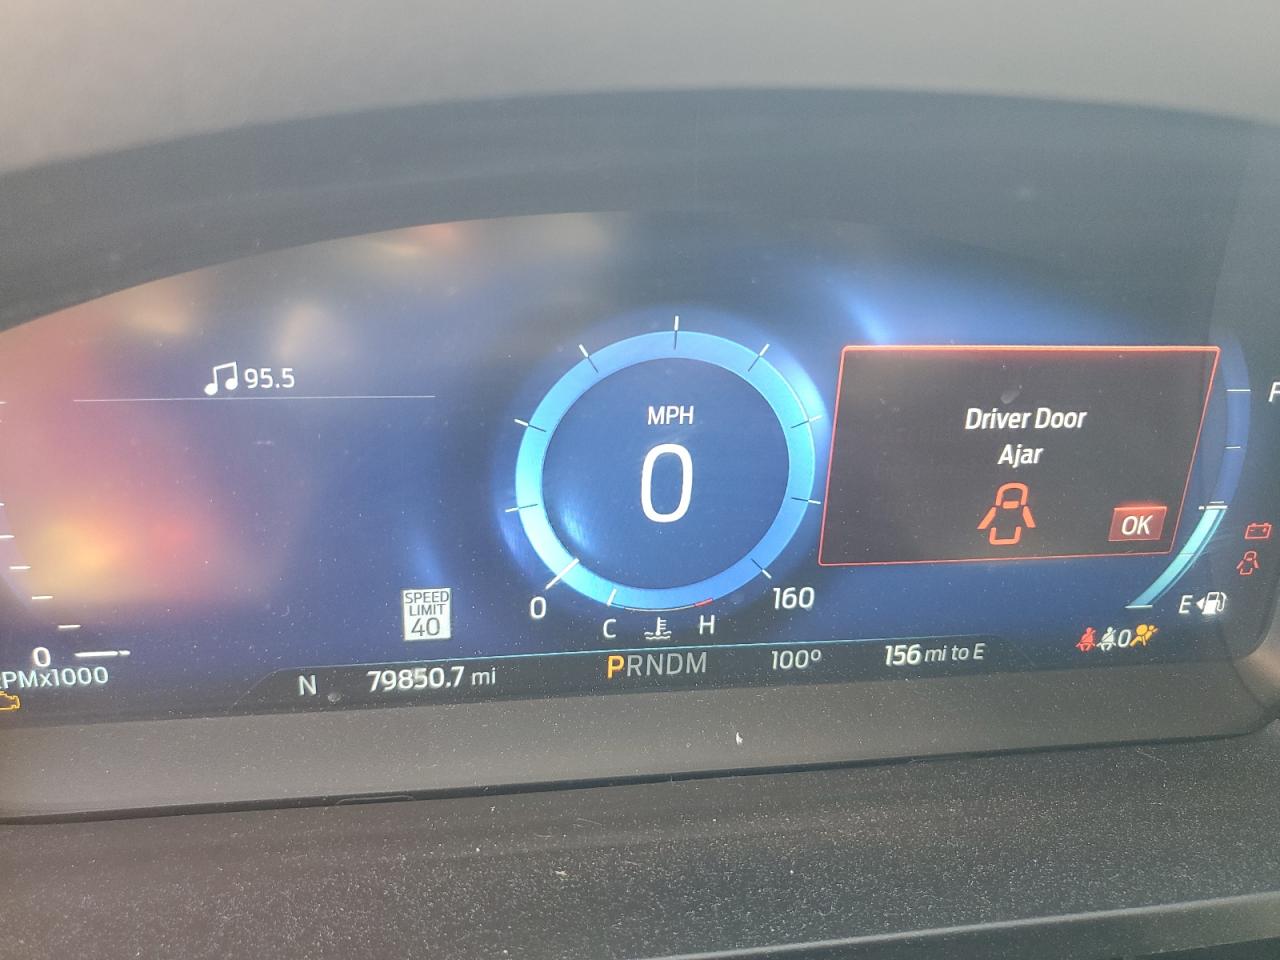 95.5
MPH
0
Driver Door
Ajar
OK
F
SPEED
LIMIT
40
0
160
C
H
E
0
0
PMx1000
N
79850.7 mi
PRNDM
100°
156 mi to E